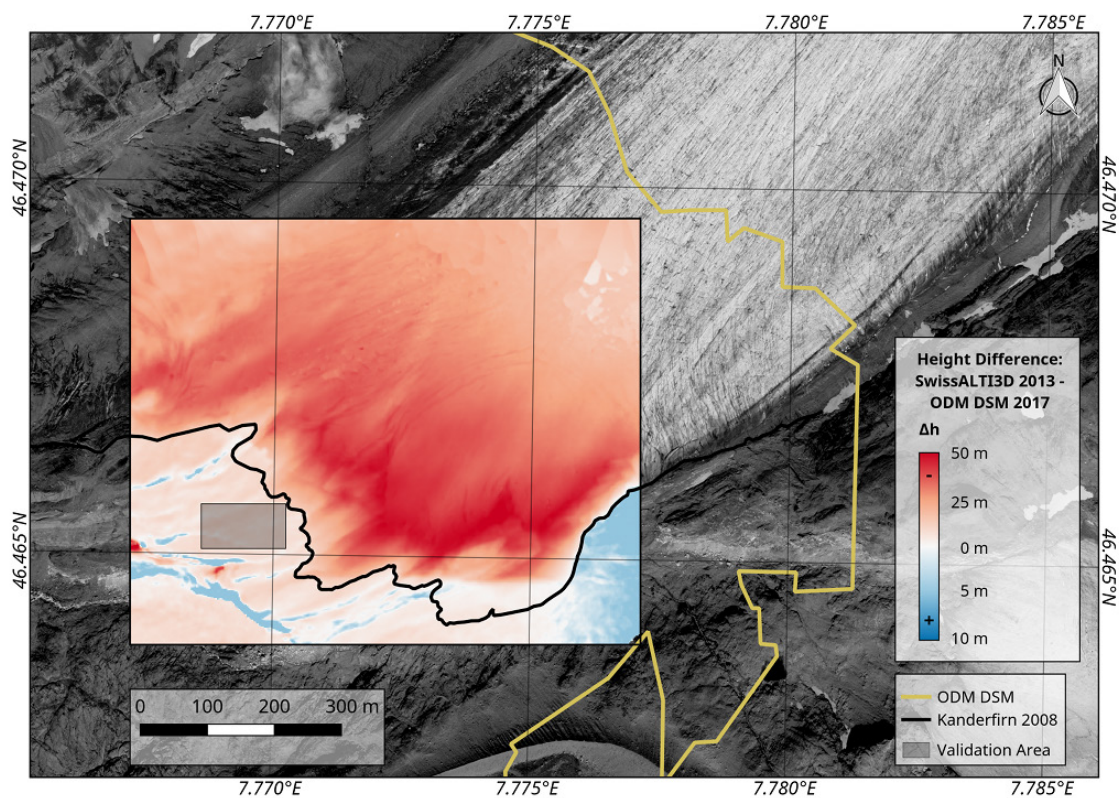 7.770°E
7.775°E
7.780°E
7.785°E
N
46.470°N
46.470°N
Height Difference:
SwissALTI3D 2013 -
ODM DSM 2017
Δh
50 m
-
25 m
0 m
5 m
+
10 m
46.465°N
46.465°N
0 100 200 300 m
ODM DSM
Kanderfirn 2008
Validation Area
7.770°E
7.775°E
7.780°E
7.785°E